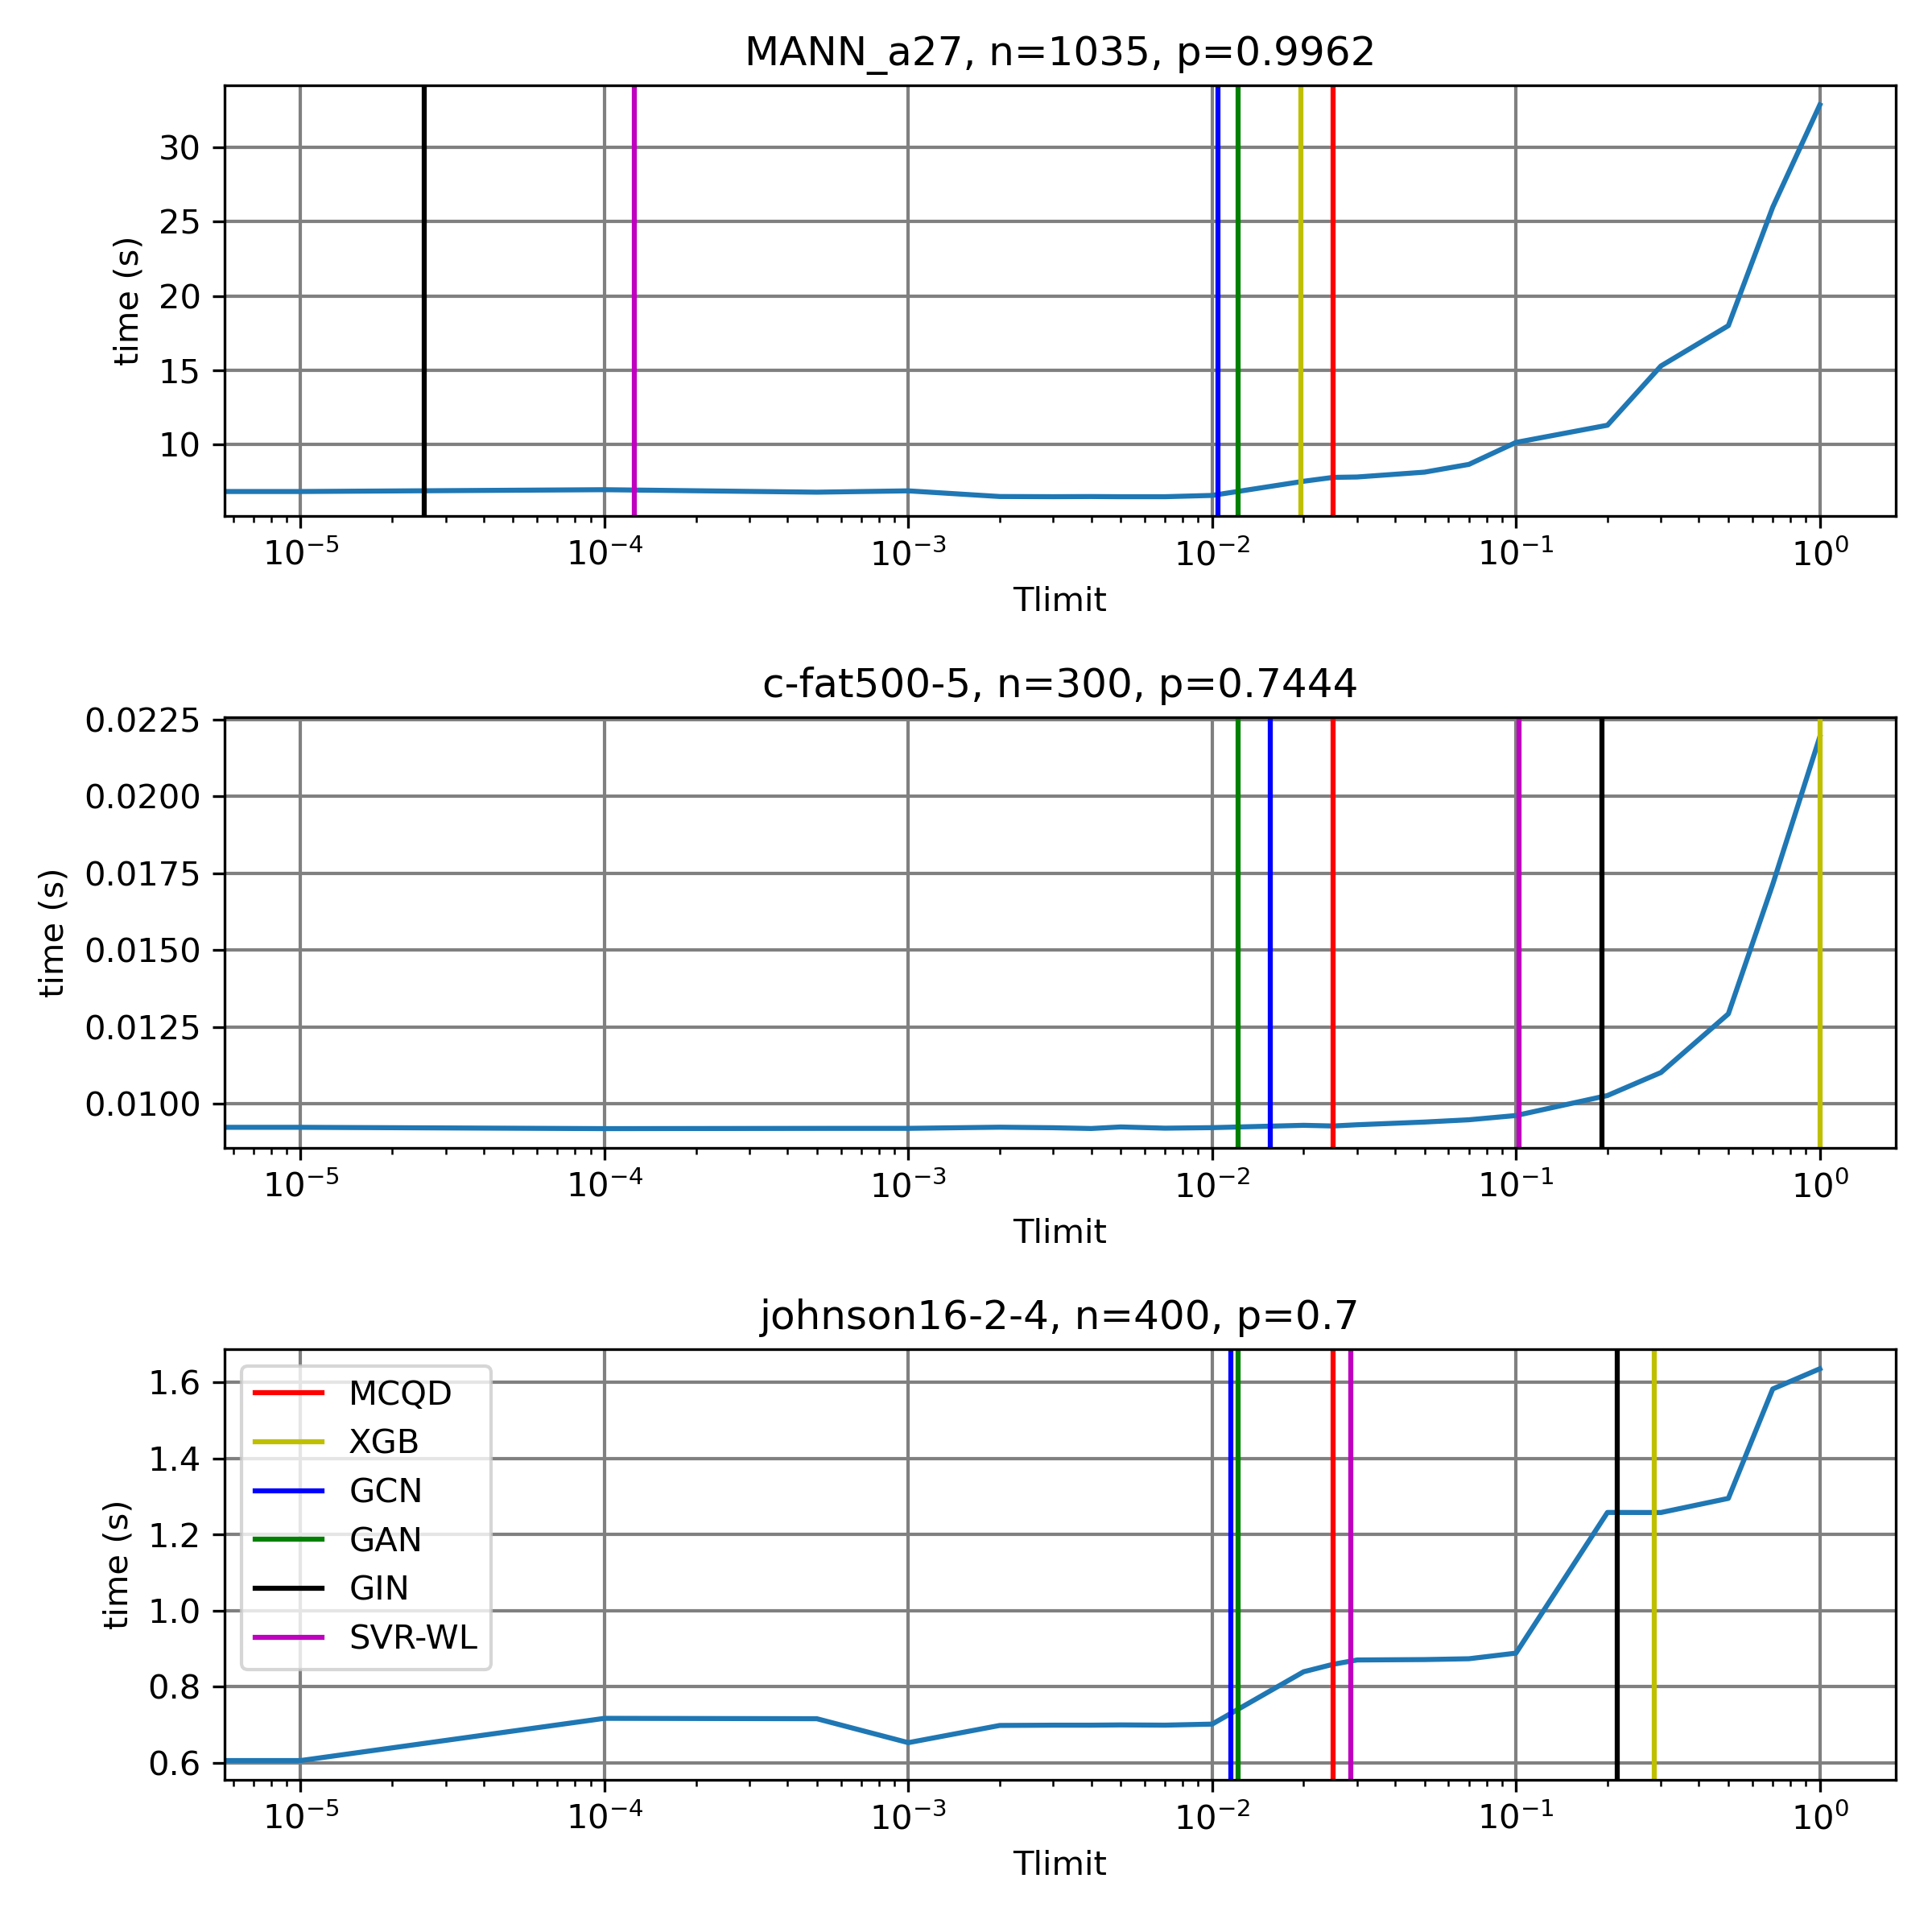 MANN_a27, n=1035, p=0.9962
30
25
20
15
10
time (s)
10⁻⁵ 10⁻⁴ 10⁻³ 10⁻² 10⁻¹ 10⁰
Tlimit
c-fat500-5, n=300, p=0.7444
0.0225
0.0200
0.0175
0.0150
0.0125
0.0100
time (s)
10⁻⁵ 10⁻⁴ 10⁻³ 10⁻² 10⁻¹ 10⁰
Tlimit
johnson16-2-4, n=400, p=0.7
1.6
1.4
1.2
1.0
0.8
0.6
time (s)
MCQD
XGB
GCN
GAN
GIN
SVR-WL
10⁻⁵ 10⁻⁴ 10⁻³ 10⁻² 10⁻¹ 10⁰
Tlimit